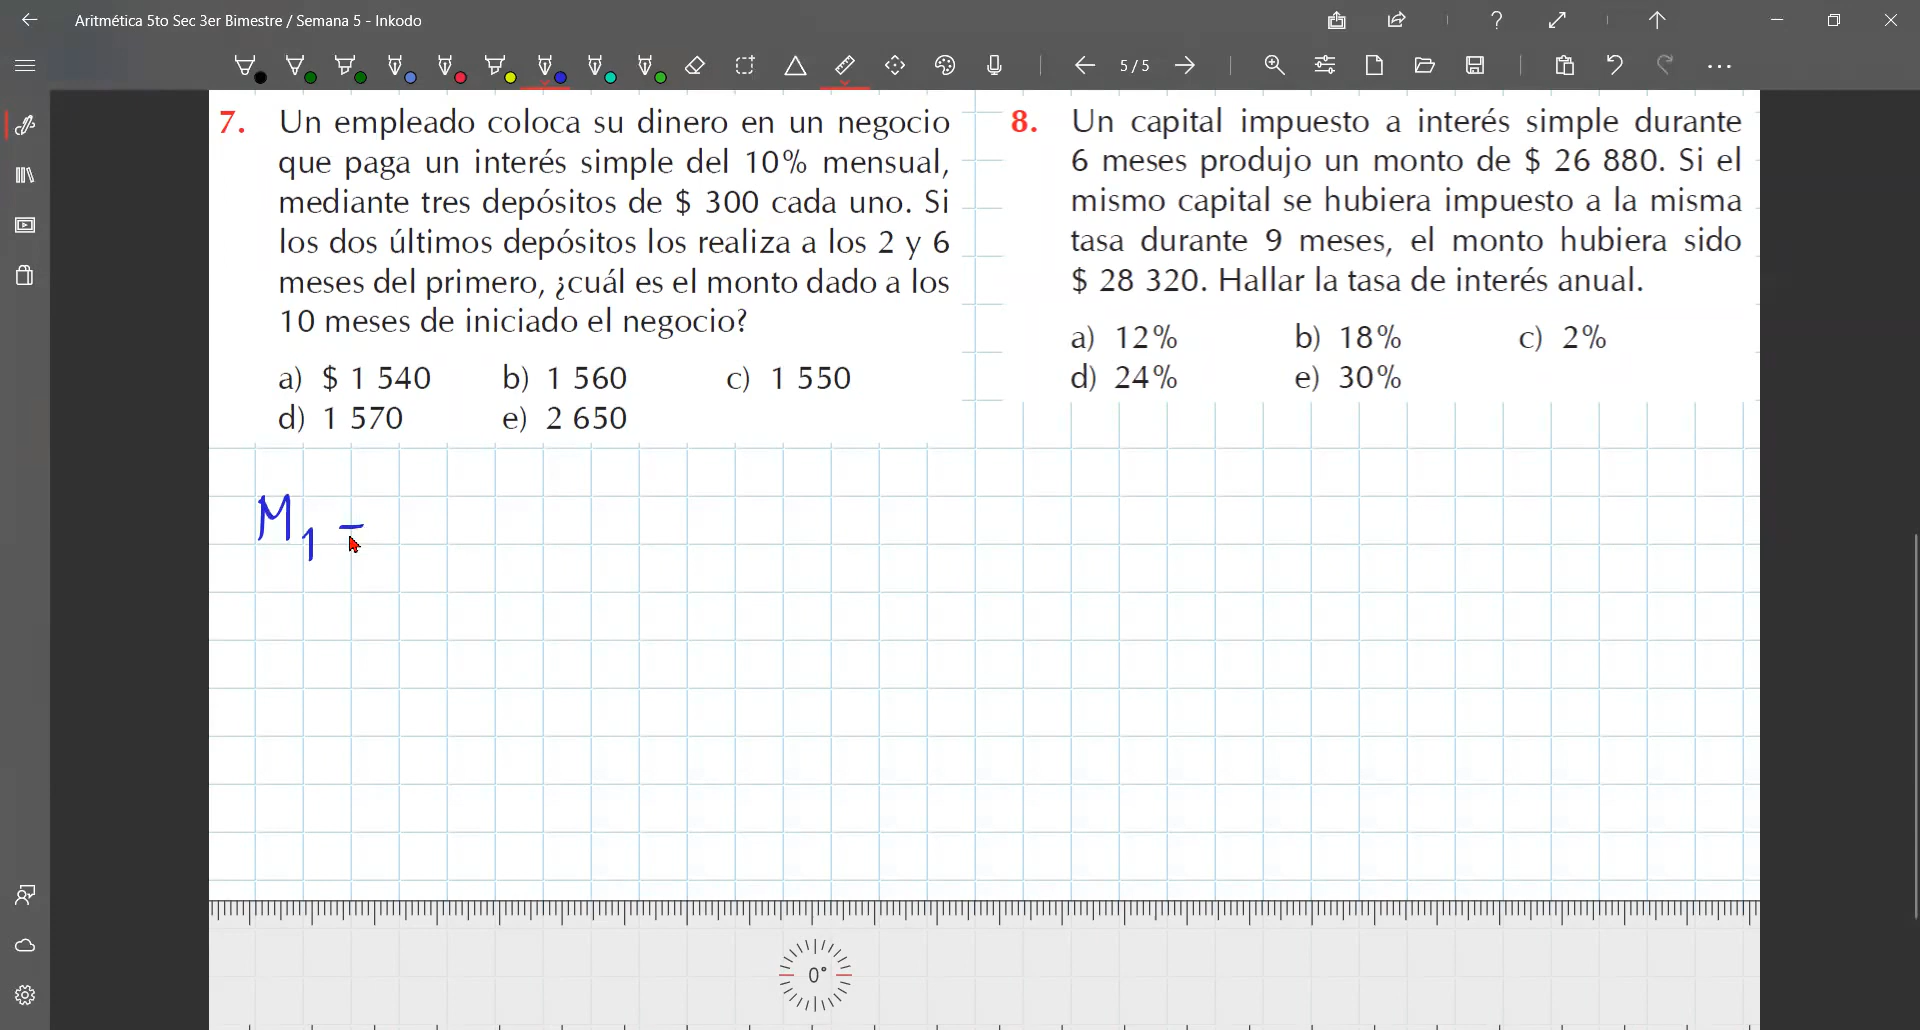 Aritmética 5to Sec 3er Bimestre / Semana 5 - Inkodo
5 / 5
7. Un empleado coloca su dinero en un negocio
que paga un interés simple del 10% mensual,
mediante tres depósitos de $ 300 cada uno. Si
los dos últimos depósitos los realiza a los 2 y 6
meses del primero, ¿cuál es el monto dado a los
10 meses de iniciado el negocio?
a) $ 1 540 b) 1 560 c) 1 550
d) 1 570 e) 2 650
8. Un capital impuesto a interés simple durante
6 meses produjo un monto de $ 26 880. Si el
mismo capital se hubiera impuesto a la misma
tasa durante 9 meses, el monto hubiera sido
$ 28 320. Hallar la tasa de interés anual.
a) 12% b) 18% c) 2%
d) 24% e) 30%
M1 -
0°